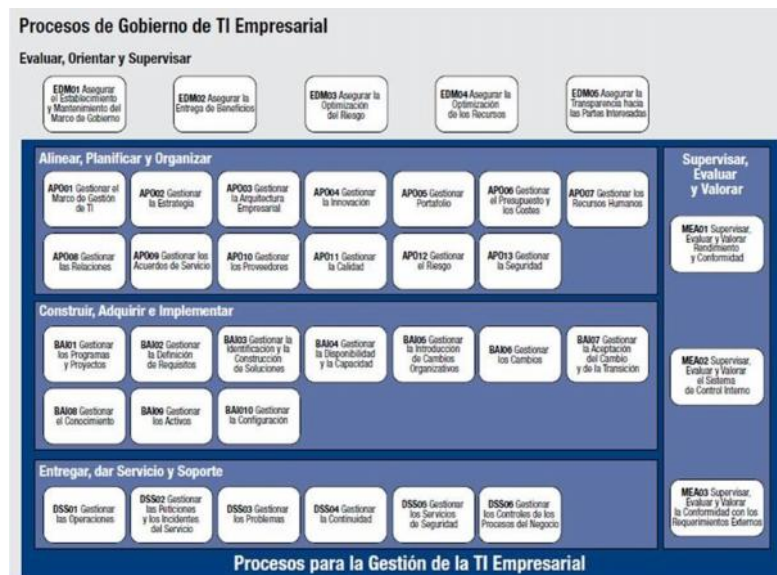 Procesos de Gobierno de TI Empresarial
Evaluar, Orientar y Supervisar
EDM01 Asegurar
el Establecimiento
y Mantenimiento del
Marco de Gobierno
EDM02 Asegurar la
Entrega de Beneficios
EDM03 Asegurar la
Optimización
del Riesgo
EDM04 Asegurar la
Optimización
de los Recursos
EDM05 Asegurar la
Transparencia hacia
las Partes Interesadas
Alinear, Planificar y Organizar
APO01 Gestionar el
Marco de Gestión
de TI
APO02 Gestionar
la Estrategia
APO03 Gestionar
la Arquitectura
Empresarial
APO04 Gestionar
la Innovación
APO05 Gestionar
Portafolio
APO06 Gestionar
el Presupuesto y
los Costes
APO07 Gestionar los
Recursos Humanos
APO08 Gestionar
las Relaciones
APO09 Gestionar los
Acuerdos de Servicio
APO10 Gestionar
los Proveedores
APO11 Gestionar
la Calidad
APO12 Gestionar
el Riesgo
APO13 Gestionar
la Seguridad
Construir, Adquirir e Implementar
BAI01 Gestionar
los Programas
y Proyectos
BAI02 Gestionar
la Definición
de Requisitos
BAI03 Gestionar la
Identificación y la
Construcción
de Soluciones
BAI04 Gestionar
la Disponibilidad
y la Capacidad
BAI05 Gestionar
la Introducción
de Cambios
Organizativos
BAI06 Gestionar
los Cambios
BAI07 Gestionar
la Aceptación
del Cambio
y de la Transición
BAI08 Gestionar
el Conocimiento
BAI09 Gestionar
los Activos
BAI010 Gestionar
la Configuración
Entregar, dar Servicio y Soporte
DSS01 Gestionar
las Operaciones
DSS02 Gestionar
las Peticiones
y los Incidentes
del Servicio
DSS03 Gestionar
los Problemas
DSS04 Gestionar
la Continuidad
DSS05 Gestionar
los Servicios
de Seguridad
DSS06 Gestionar
los Controles de los
Procesos del Negocio
Supervisar,
Evaluar
y Valorar
MEA01 Supervisar,
Evaluar y Valorar
Rendimiento
y Conformidad
MEA02 Supervisar,
Evaluar y Valorar
el Sistema
de Control Interno
MEA03 Supervisar,
Evaluar y Valorar
la Conformidad con los
Requerimientos Externos
Procesos para la Gestión de la TI Empresarial